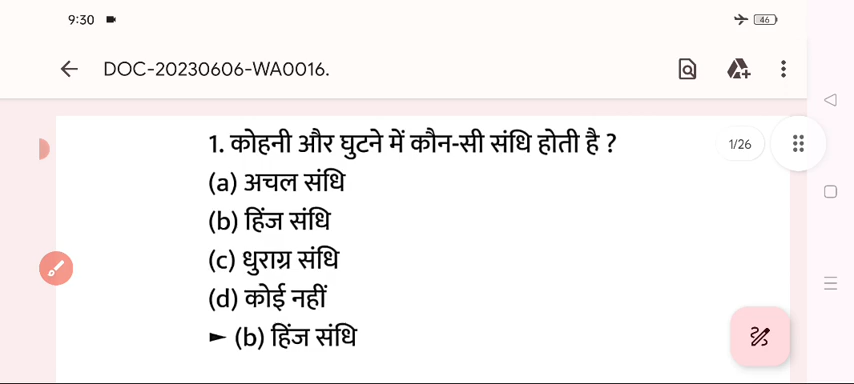 9:30
46
DOC-20230606-WA0016.
1. कोहनी और घुटने में कौन-सी संधि होती है ?
1/26
(a) अचल संधि
(b) हिंज संधि
(c) धुराग्र संधि
(d) कोई नहीं
► (b) हिंज संधि